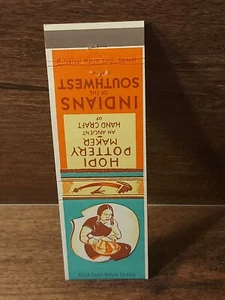 HOPI
POTTERY
MAKER
AN ANCIENT
HAND CRAFT
OF
INDIANS
OF THE
SOUTHWEST